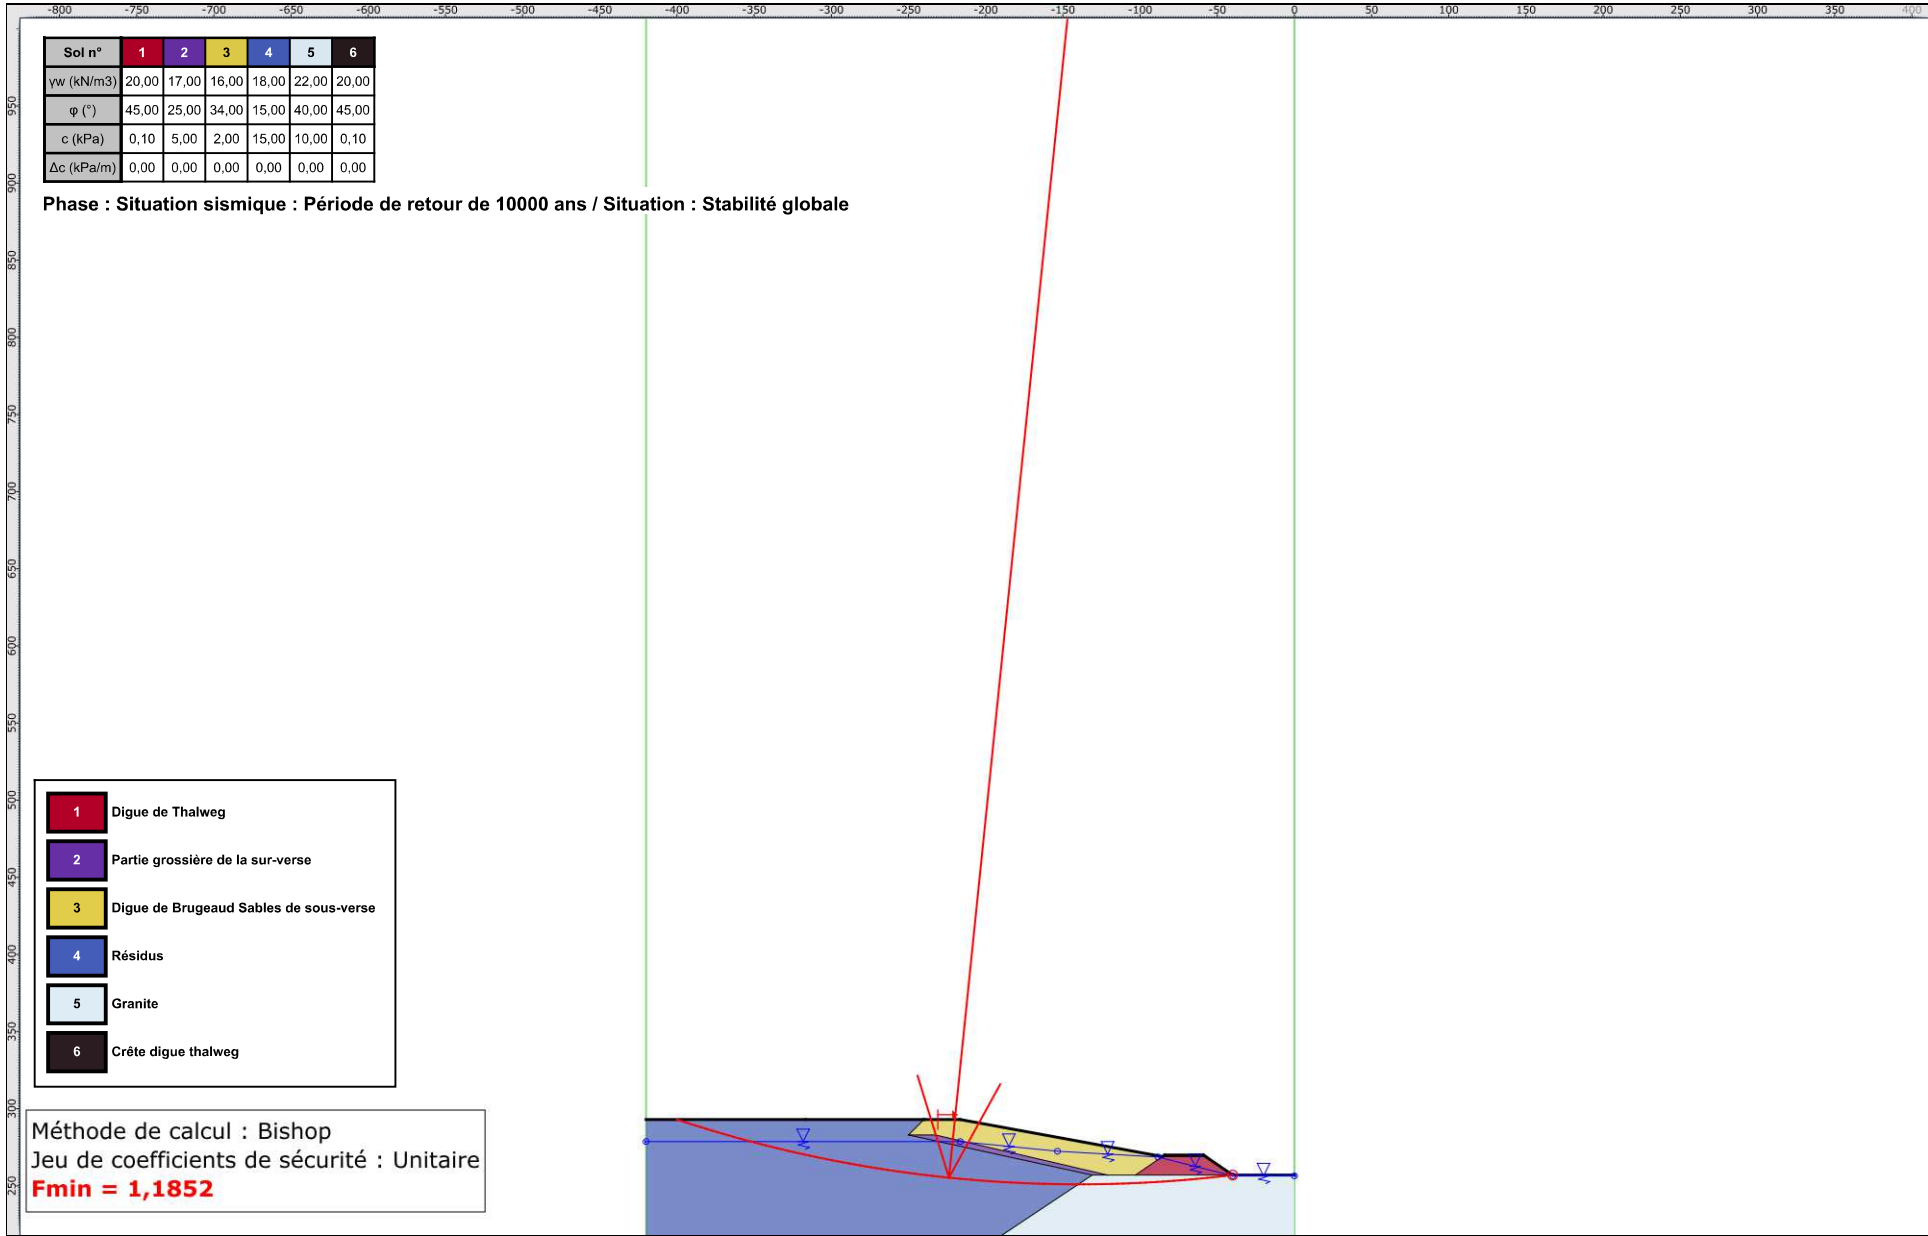 -800 -750 -700 -650 -600 -550 -500 -450 -400 -350 -300 -250 -200 -150 -100 -50 0 50 100 150 200 250 300 350 400
Sol n° 1 2 3 4 5 6
γw (kN/m3) 20,00 17,00 16,00 18,00 22,00 20,00
φ (°) 45,00 25,00 34,00 15,00 40,00 45,00
c (kPa) 0,10 5,00 2,00 15,00 10,00 0,10
Δc (kPa/m) 0,00 0,00 0,00 0,00 0,00 0,00
Phase : Situation sismique : Période de retour de 10000 ans / Situation : Stabilité globale
950
900
850
800
750
700
650
600
550
500
450
400
350
300
250
1 Digue de Thalweg
2 Partie grossière de la sur-verse
3 Digue de Brugeaud Sables de sous-verse
4 Résidus
5 Granite
6 Crête digue thalweg
Méthode de calcul : Bishop
Jeu de coefficients de sécurité : Unitaire
Fmin = 1,1852